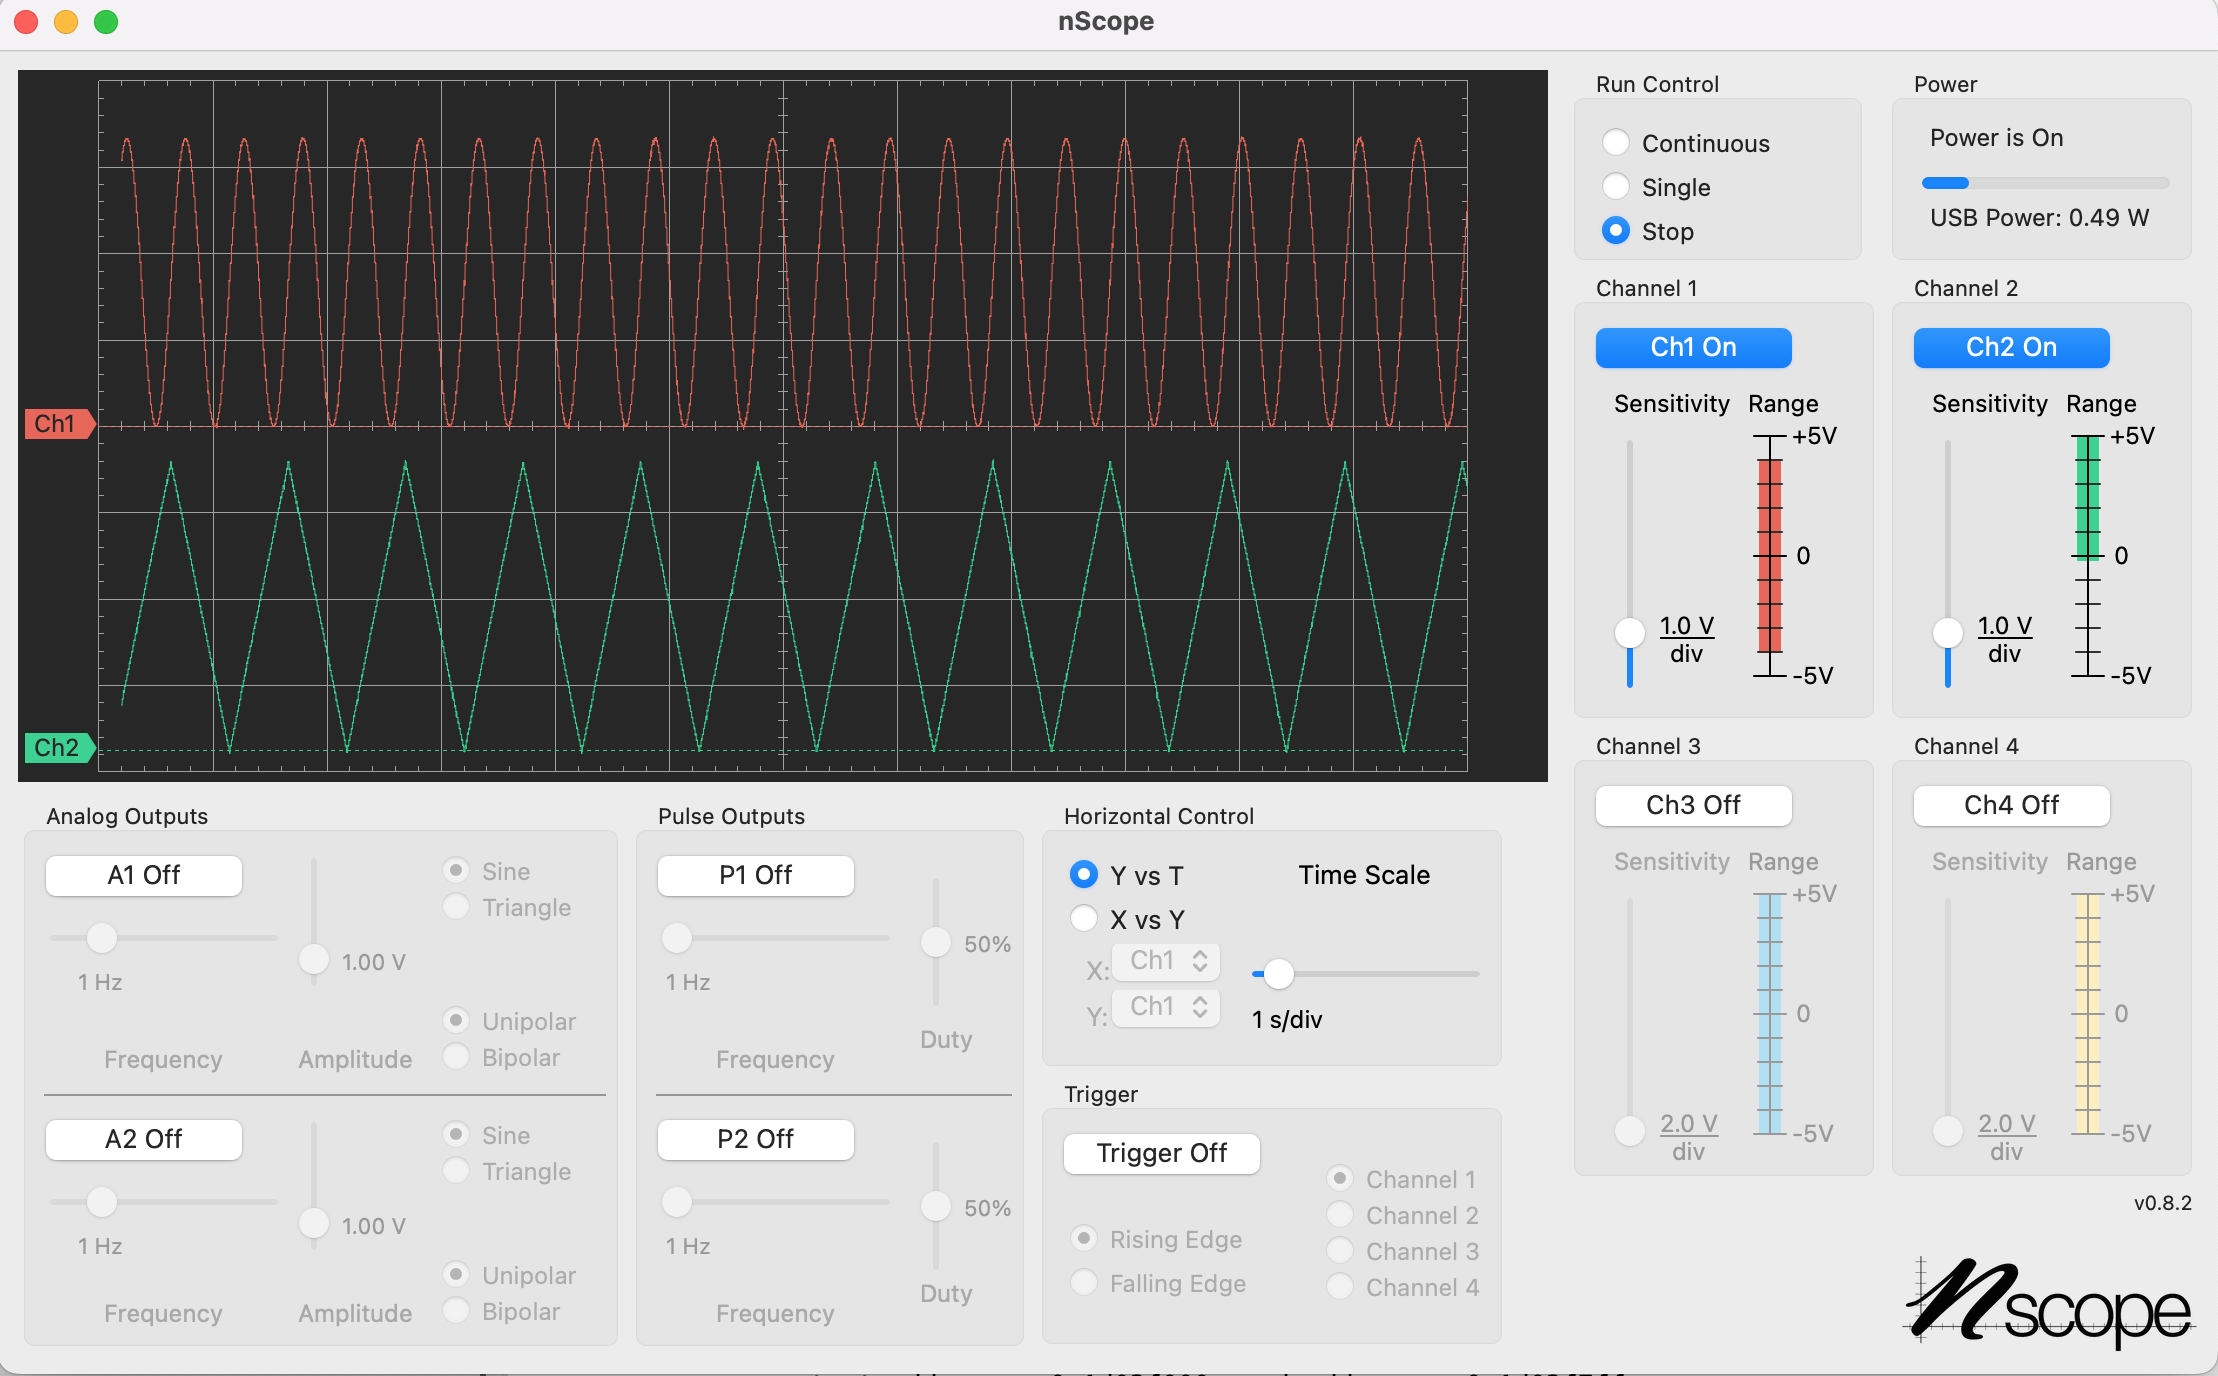 nScope
Ch1
Ch2
Run Control
Continuous
Single
Stop
Power
Power is On
USB Power: 0.49 W
Channel 1
Ch1 On
Sensitivity Range
+5V
0
1.0 V
div
-5V
Channel 2
Ch2 On
Sensitivity Range
+5V
0
1.0 V
div
-5V
Channel 3
Ch3 Off
Sensitivity Range
+5V
0
2.0 V
div
-5V
Channel 4
Ch4 Off
Sensitivity Range
+5V
0
2.0 V
div
-5V
Analog Outputs
A1 Off
Sine
Triangle
1.00 V
1 Hz
Unipolar
Bipolar
Frequency Amplitude
A2 Off
Sine
Triangle
1.00 V
1 Hz
Unipolar
Bipolar
Frequency Amplitude
Pulse Outputs
P1 Off
50%
1 Hz
Duty
Frequency
P2 Off
50%
1 Hz
Duty
Frequency
Horizontal Control
Y vs T
Time Scale
X vs Y
X: Ch1
Y: Ch1
1 s/div
Trigger
Trigger Off
Channel 1
Channel 2
Channel 3
Channel 4
Rising Edge
Falling Edge
v0.8.2
nscope